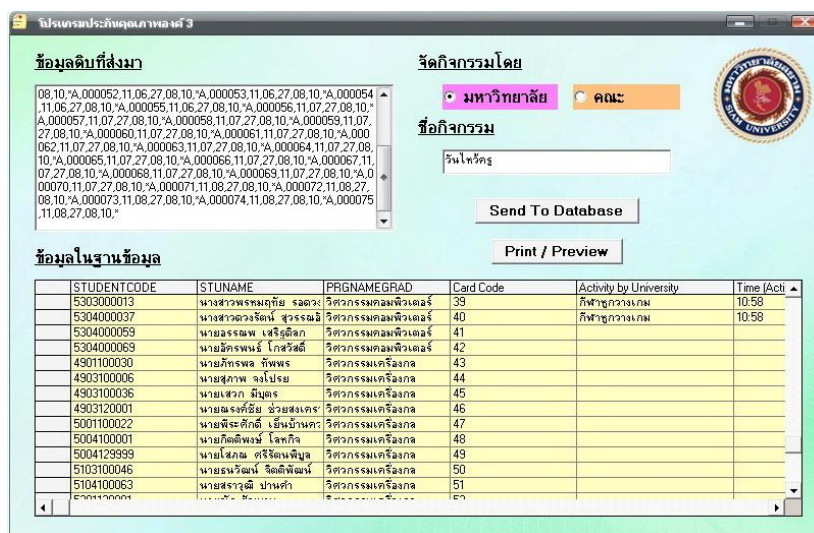 โปรแกรมประกันคุณภาพองค์ 3
ข้อมูลดิบที่ส่งมา
08,10,*A,000052,11,06,27,08,10,*A,000053,11,06,27,08,10,*A,000054
,11,06,27,08,10,*A,000055,11,06,27,08,10,*A,000056,11,07,27,08,10,*
A,000057,11,07,27,08,10,*A,000058,11,07,27,08,10,*A,000059,11,07,
27,08,10,*A,000060,11,07,27,08,10,*A,000061,11,07,27,08,10,*A,000
062,11,07,27,08,10,*A,000063,11,07,27,08,10,*A,000064,11,07,27,08,
10,*A,000065,11,07,27,08,10,*A,000066,11,07,27,08,10,*A,000067,11,
07,27,08,10,*A,000068,11,07,27,08,10,*A,000069,11,07,27,08,10,*A,0
00070,11,07,27,08,10,*A,000071,11,08,27,08,10,*A,000072,11,08,27,
08,10,*A,000073,11,08,27,08,10,*A,000074,11,08,27,08,10,*A,000075
,11,08,27,08,10,*
จัดกิจกรรมโดย
มหาวิทยาลัย คณะ
ชื่อกิจกรรม
วันไหว้ครู
Send To Database
Print / Preview
มหาวิทยาลัยสยาม
SIAM UNIVERSITY
ข้อมูลในฐานข้อมูล
STUDENTCODE STUNAME PRGNAMEGRAD Card Code Activity by University Time (Acti
5303000013 นางสาวพรหมฤทัย วิศวกรรมคอมพิวเตอร์ 39 กีฬาชูกวางเกม 10:58
5304000037 นางสาวดวงรัตน์ วิศวกรรมคอมพิวเตอร์ 40 กีฬาชูกวางเกม 10:58
5304000059 นายอรรณพ เสริฐดิลก วิศวกรรมคอมพิวเตอร์ 41
5304000069 นายอัครพนธ์ โกสวัสดิ์ วิศวกรรมคอมพิวเตอร์ 42
4901100030 นายภัทรพล ทัพพร วิศวกรรมเครื่องกล 43
4903100006 นายสุภาพ จงโปรย วิศวกรรมเครื่องกล 44
4903100036 นายเสวก มีบุตร วิศวกรรมเครื่องกล 45
4903120001 นายณรงค์ชัย ช่วยสงเครา วิศวกรรมเครื่องกล 46
5001100022 นายพีระศักดิ์ เย็นบ้านคว วิศวกรรมเครื่องกล 47
5004100001 นายกิตติพงษ์ โลหกิจ วิศวกรรมเครื่องกล 48
5004129999 นายโสภณ ศรีรัตนพิบูล วิศวกรรมเครื่องกล 49
5103100046 นายธนวัฒน์ จิตติพัฒน์ วิศวกรรมเครื่องกล 50
5104100063 นายสราวุฒิ ปานคำ วิศวกรรมเครื่องกล 51